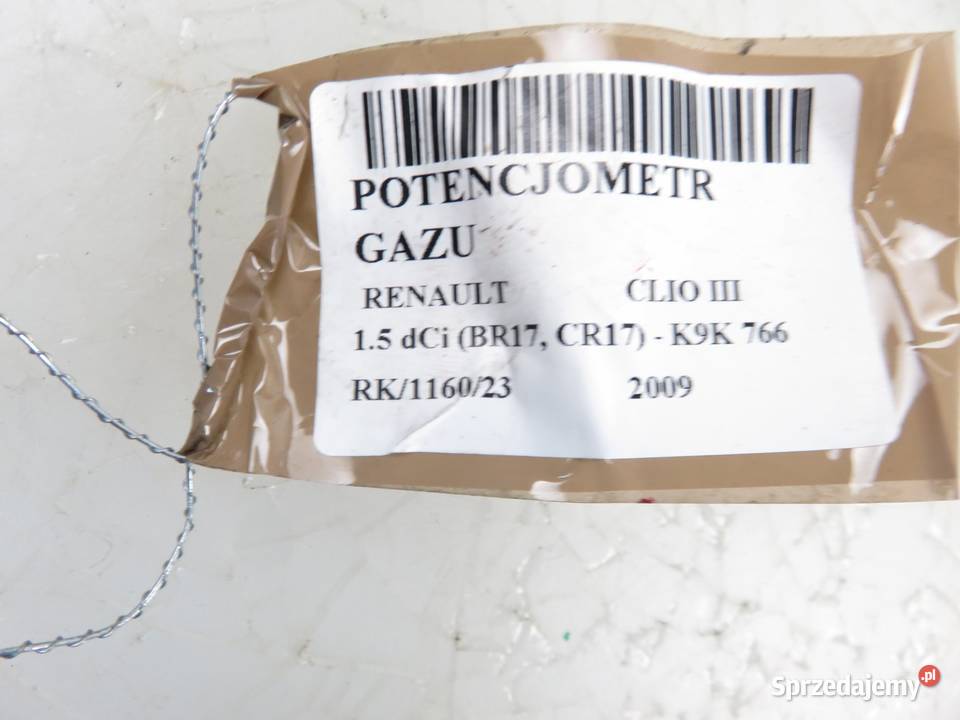 POTENCJOMETR
GAZU
RENAULT CLIO III
1.5 dCi (BR17, CR17) - K9K 766
RK/1160/23 2009
Sprzedajemy.pl